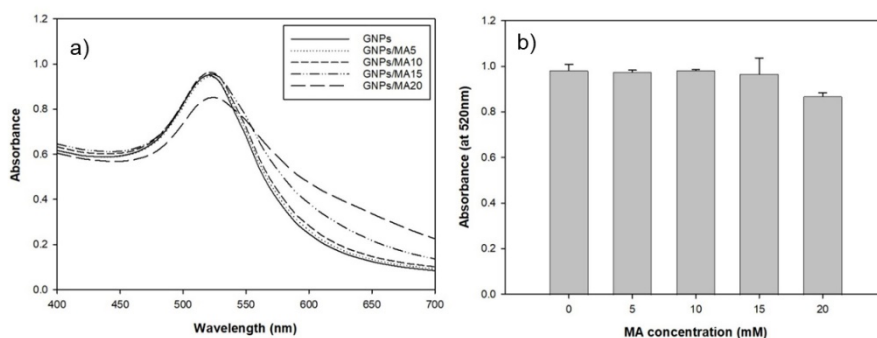 a)
GNPs
GNPs/MA5
GNPs/MA10
GNPs/MA15
GNPs/MA20
1.2
1.0
0.8
0.6
0.4
0.2
0.0
Absorbance
400 450 500 550 600 650 700
Wavelength (nm)
b)
1.2
1.0
0.8
0.6
0.4
0.2
0.0
Absorbance (at 520nm)
0 5 10 15 20
MA concentration (mM)